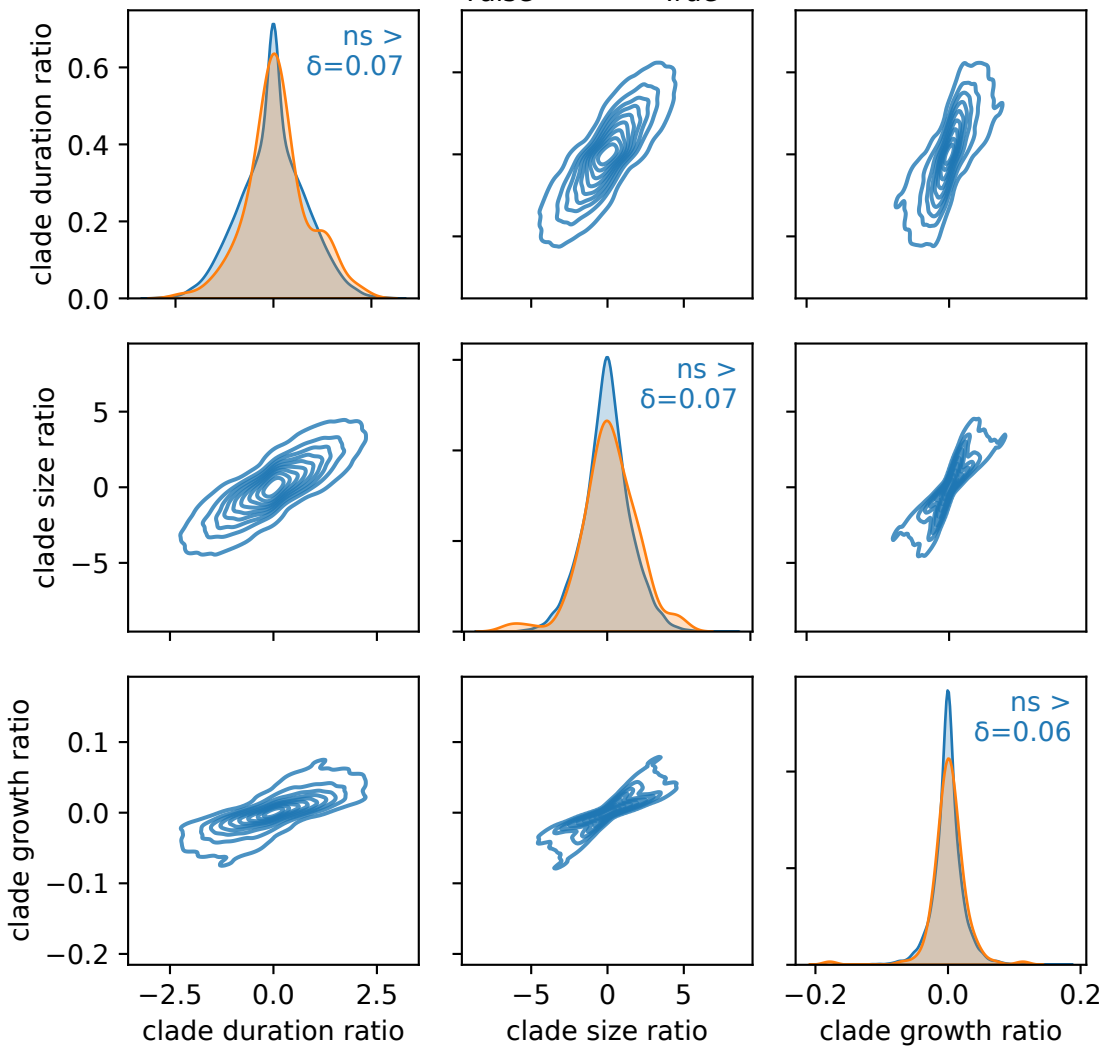 clade duration ratio
0.6
0.4
0.2
0.0
ns >
δ=0.07
clade size ratio
5
0
−5
ns >
δ=0.07
clade growth ratio
0.1
0.0
−0.1
−0.2
ns >
δ=0.06
−2.5 0.0 2.5
clade duration ratio
−5 0 5
clade size ratio
−0.2 0.0 0.2
clade growth ratio